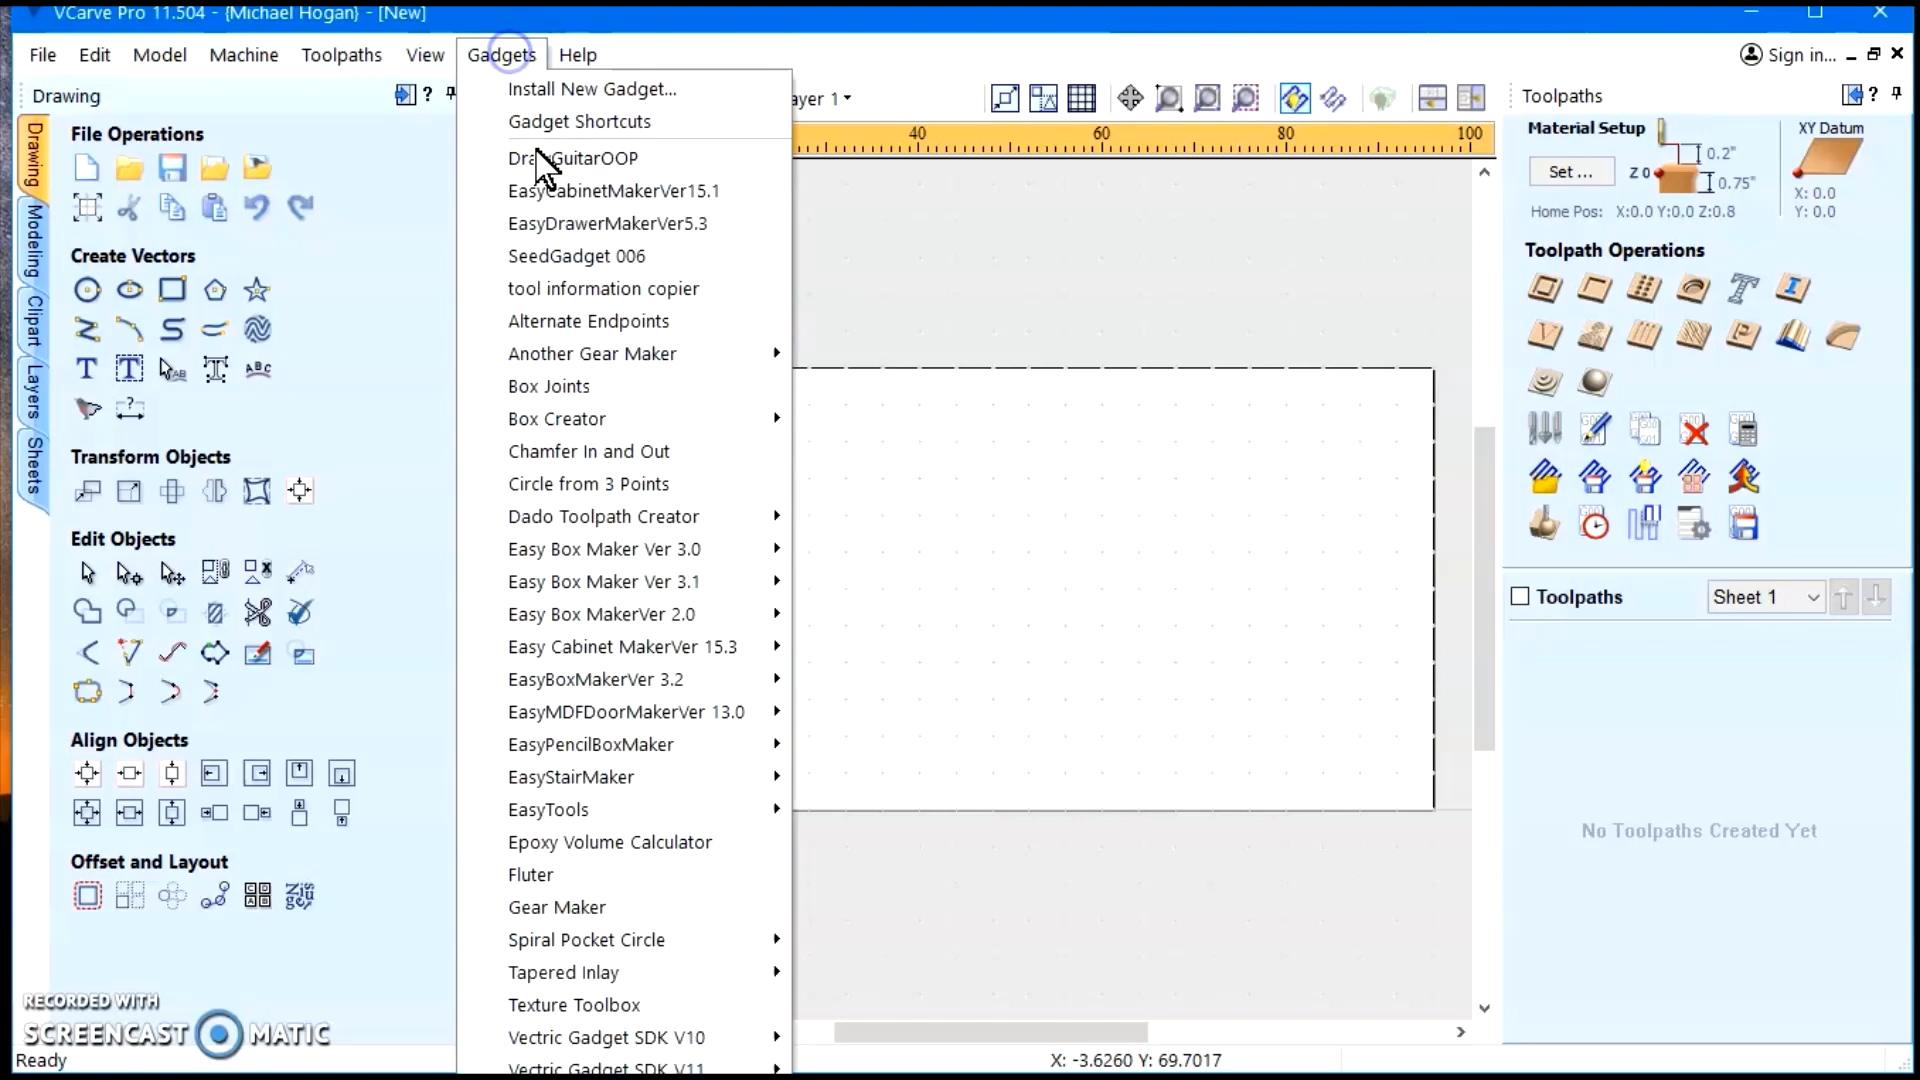 VCarve Pro 11.504 - {Michael Hogan} - [New]
File Edit Model Machine Toolpaths View Gadgets Help
Sign in...
Drawing
?
Install New Gadget...
Gadget Shortcuts
DrawGuitarOOP
EasyCabinetMakerVer15.1
EasyDrawerMakerVer5.3
SeedGadget 006
tool information copier
Alternate Endpoints
Another Gear Maker
Box Joints
Box Creator
Chamfer In and Out
Circle from 3 Points
Dado Toolpath Creator
Easy Box Maker Ver 3.0
Easy Box Maker Ver 3.1
Easy Box MakerVer 2.0
Easy Cabinet MakerVer 15.3
EasyBoxMakerVer 3.2
EasyMDFDoorMakerVer 13.0
EasyPencilBoxMaker
EasyStairMaker
EasyTools
Epoxy Volume Calculator
Fluter
Gear Maker
Spiral Pocket Circle
Tapered Inlay
Texture Toolbox
Vectric Gadget SDK V10
Vectric Gadget SDK V11
Drawing
Modeling
Clipart
Layers
Sheets
File Operations
Create Vectors
Transform Objects
Edit Objects
Align Objects
Offset and Layout
ayer 1
40 60 80 100
Toolpaths
?
Material Setup
Set ...
Z 0
0.2"
0.75"
XY Datum
X: 0.0
Y: 0.0
Home Pos: X:0.0 Y:0.0 Z:0.8
Toolpath Operations
Toolpaths
Sheet 1
No Toolpaths Created Yet
RECORDED WITH
SCREENCAST MATIC
Ready
X: -3.6260 Y: 69.7017